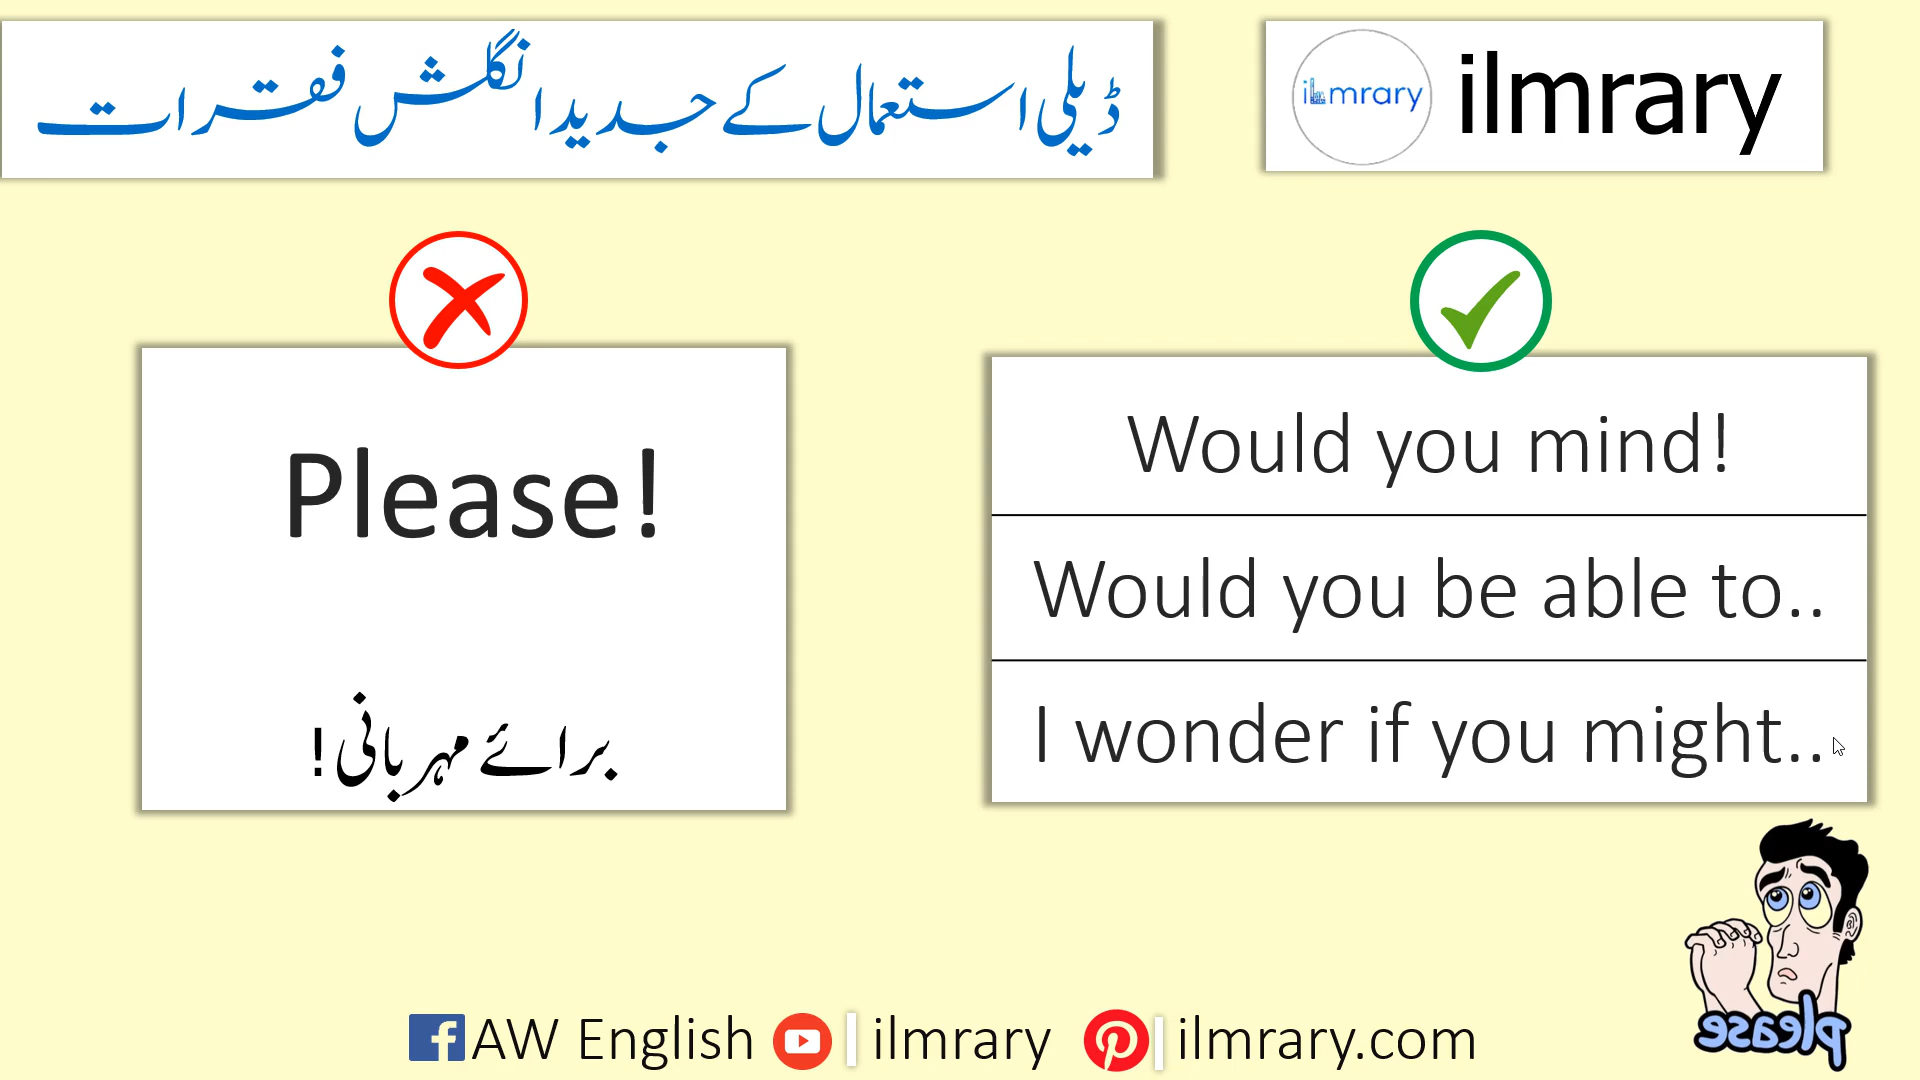 ڈیلی استعمال کے جدید انگلش فقرات
ilmrary
ilmrary
Please!
برائے مہربانی!
Would you mind!
Would you be able to..
I wonder if you might..
please
AW English
ilmrary
ilmrary.com